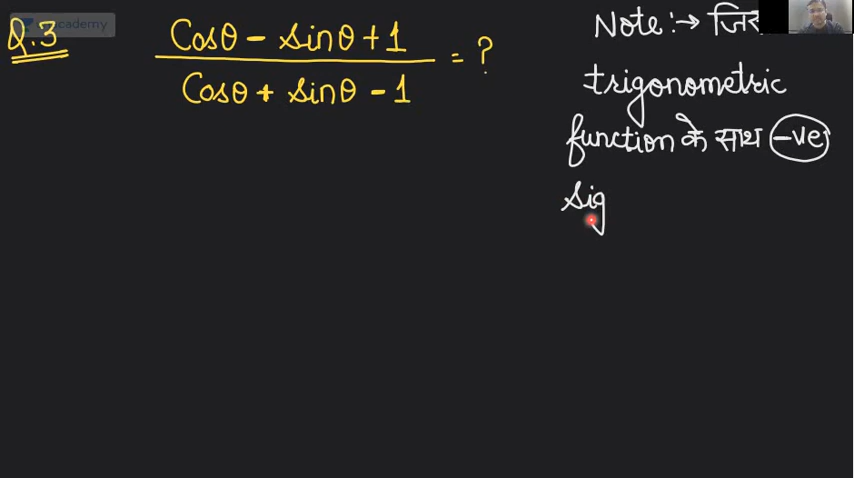 Q.3
Cosθ - sinθ + 1
Cosθ + sinθ - 1
= ?
Note:→
trigonometric
function के साथ -ve
sig